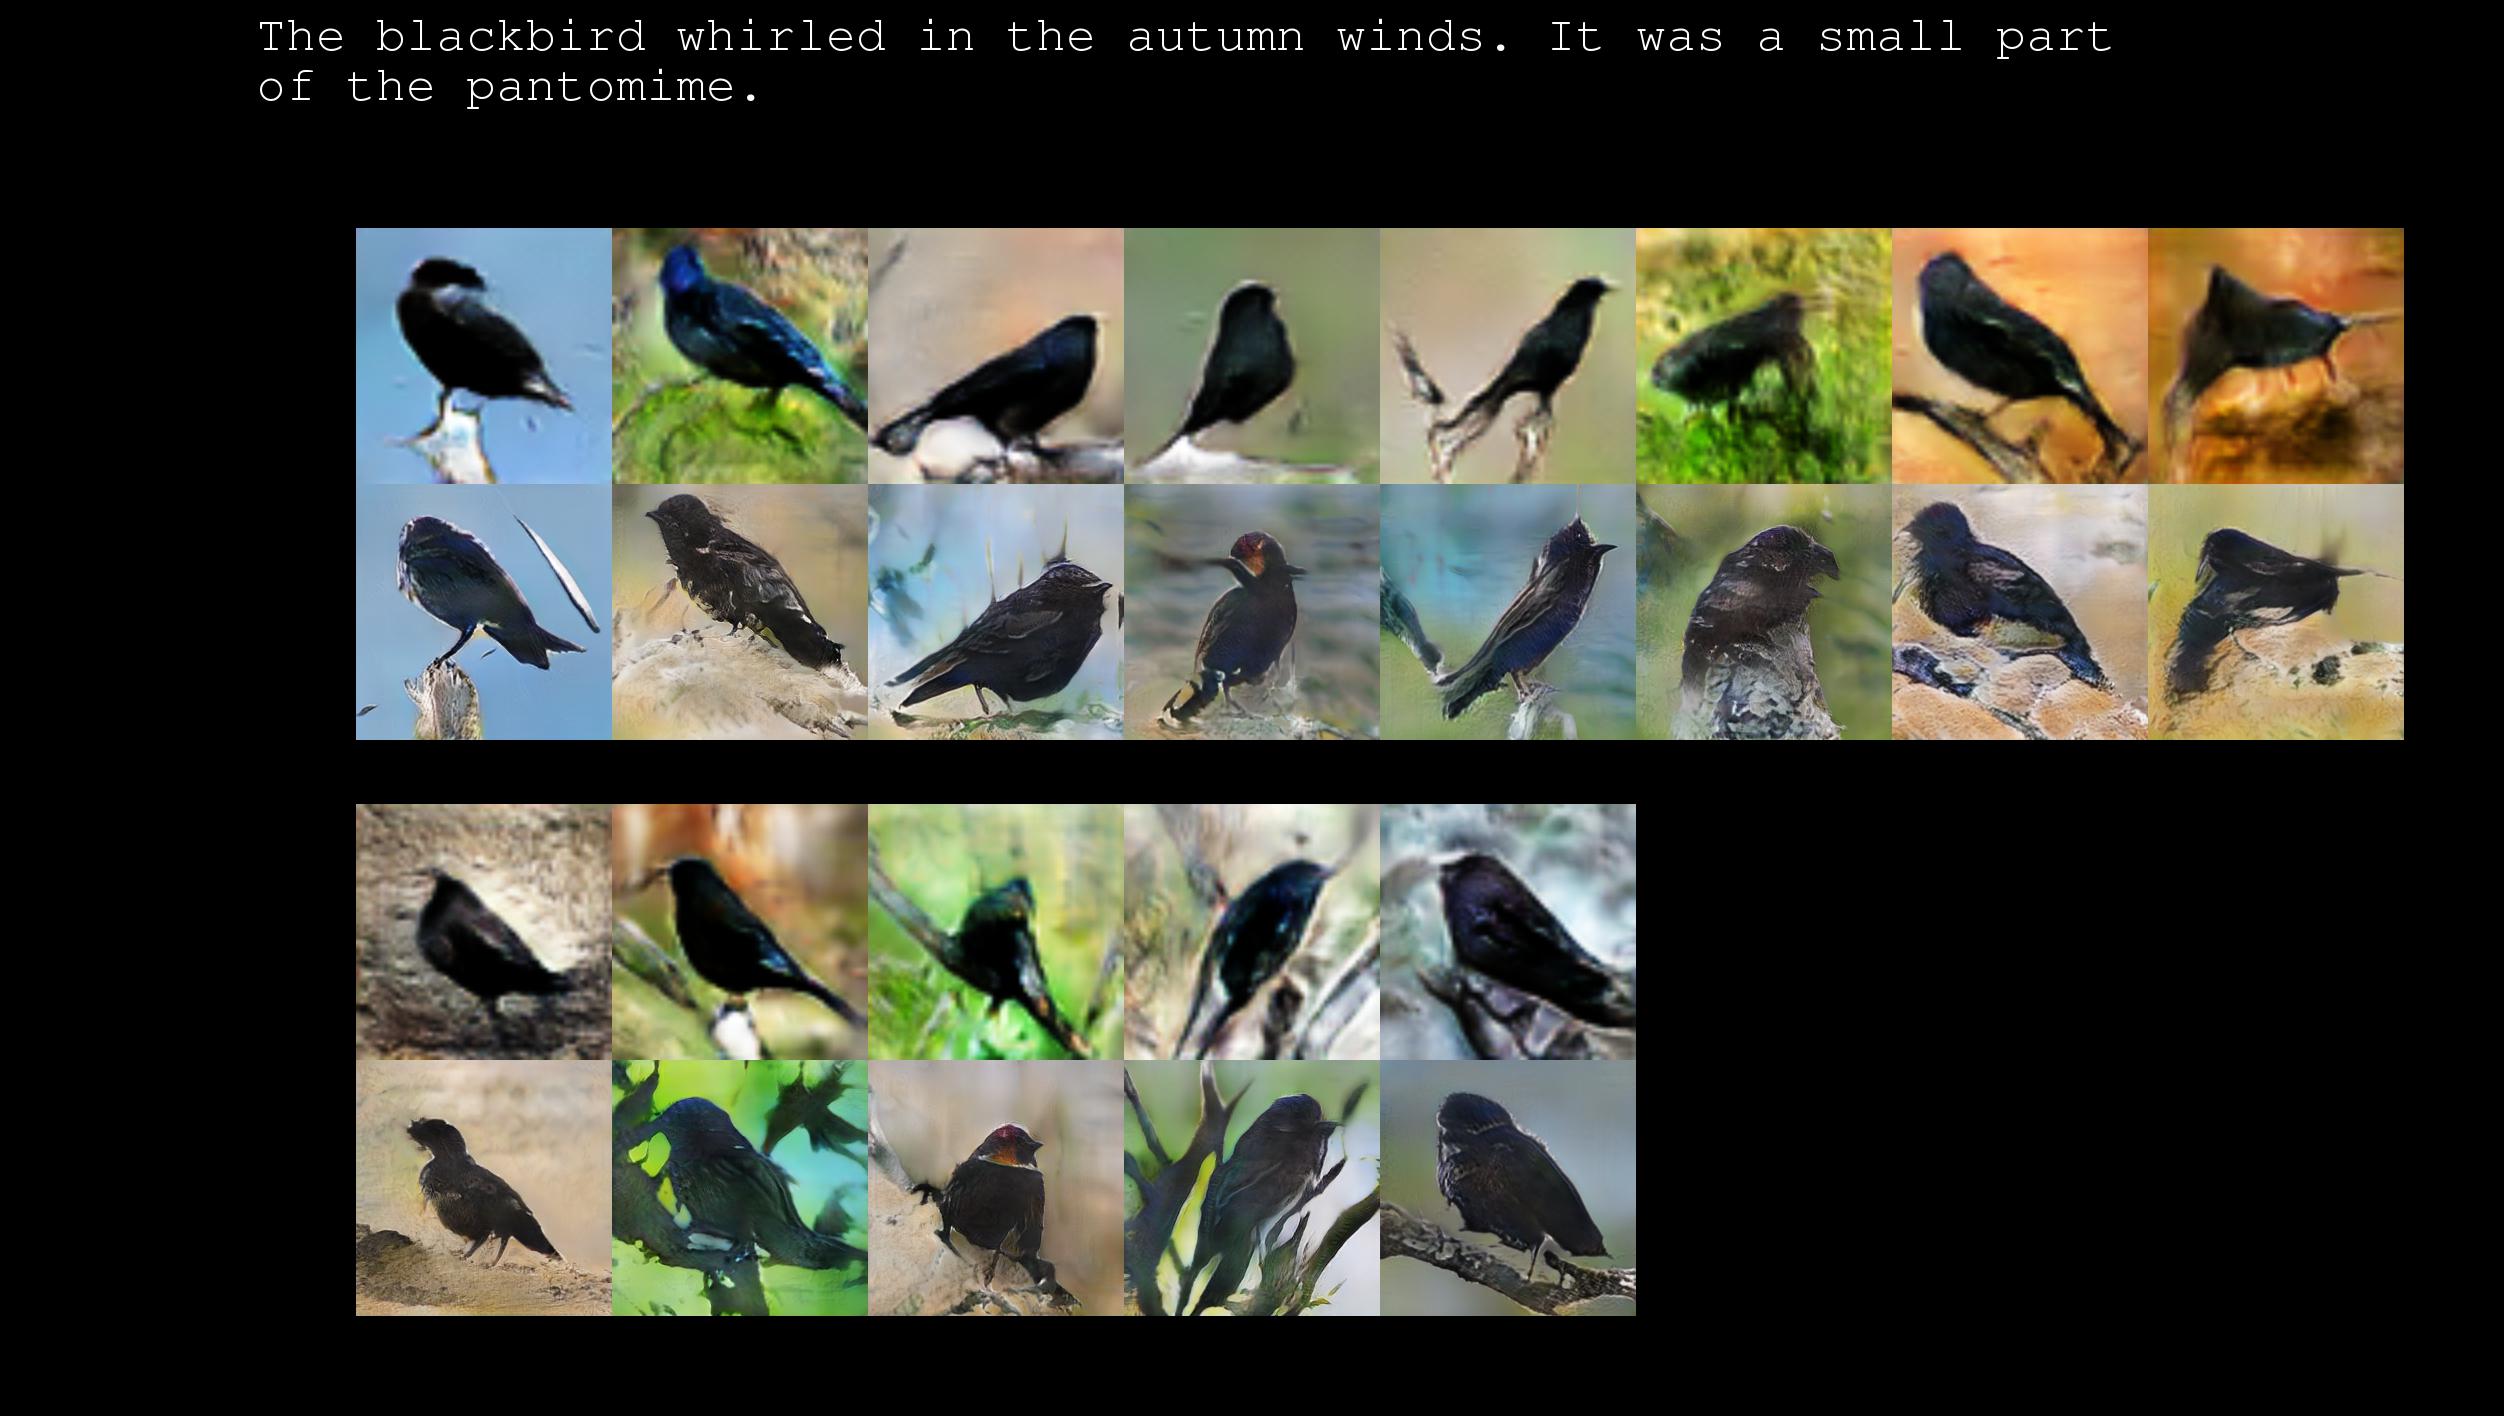 The blackbird whirled in the autumn winds. It was a small part
of the pantomime.